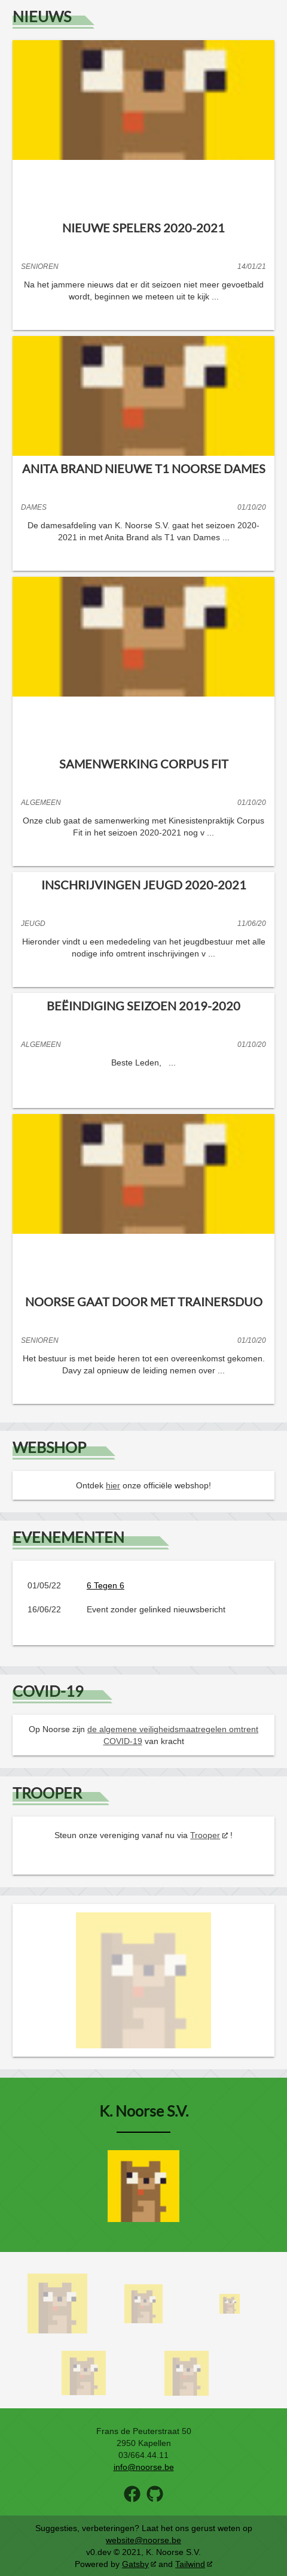 NIEUWS
NIEUWE SPELERS 2020-2021
SENIOREN 14/01/21
Na het jammere nieuws dat er dit seizoen niet meer gevoetbald
wordt, beginnen we meteen uit te kijk ...
ANITA BRAND NIEUWE T1 NOORSE DAMES
DAMES 01/10/20
De damesafdeling van K. Noorse S.V. gaat het seizoen 2020-
2021 in met Anita Brand als T1 van Dames ...
SAMENWERKING CORPUS FIT
ALGEMEEN 01/10/20
Onze club gaat de samenwerking met Kinesistenpraktijk Corpus
Fit in het seizoen 2020-2021 nog v ...
INSCHRIJVINGEN JEUGD 2020-2021
JEUGD 11/06/20
Hieronder vindt u een mededeling van het jeugdbestuur met alle
nodige info omtrent inschrijvingen v ...
BEËINDIGING SEIZOEN 2019-2020
ALGEMEEN 01/10/20
Beste Leden, ...
NOORSE GAAT DOOR MET TRAINERSDUO
SENIOREN 01/10/20
Het bestuur is met beide heren tot een overeenkomst gekomen.
Davy zal opnieuw de leiding nemen over ...
WEBSHOP
Ontdek hier onze officiële webshop!
EVENEMENTEN
01/05/22 6 Tegen 6
16/06/22 Event zonder gelinked nieuwsbericht
COVID-19
Op Noorse zijn de algemene veiligheidsmaatregelen omtrent
COVID-19 van kracht
TROOPER
Steun onze vereniging vanaf nu via Trooper !
K. Noorse S.V.
Frans de Peuterstraat 50
2950 Kapellen
03/664.44.11
info@noorse.be
Suggesties, verbeteringen? Laat het ons gerust weten op
website@noorse.be
v0.dev © 2021, K. Noorse S.V.
Powered by Gatsby and Tailwind